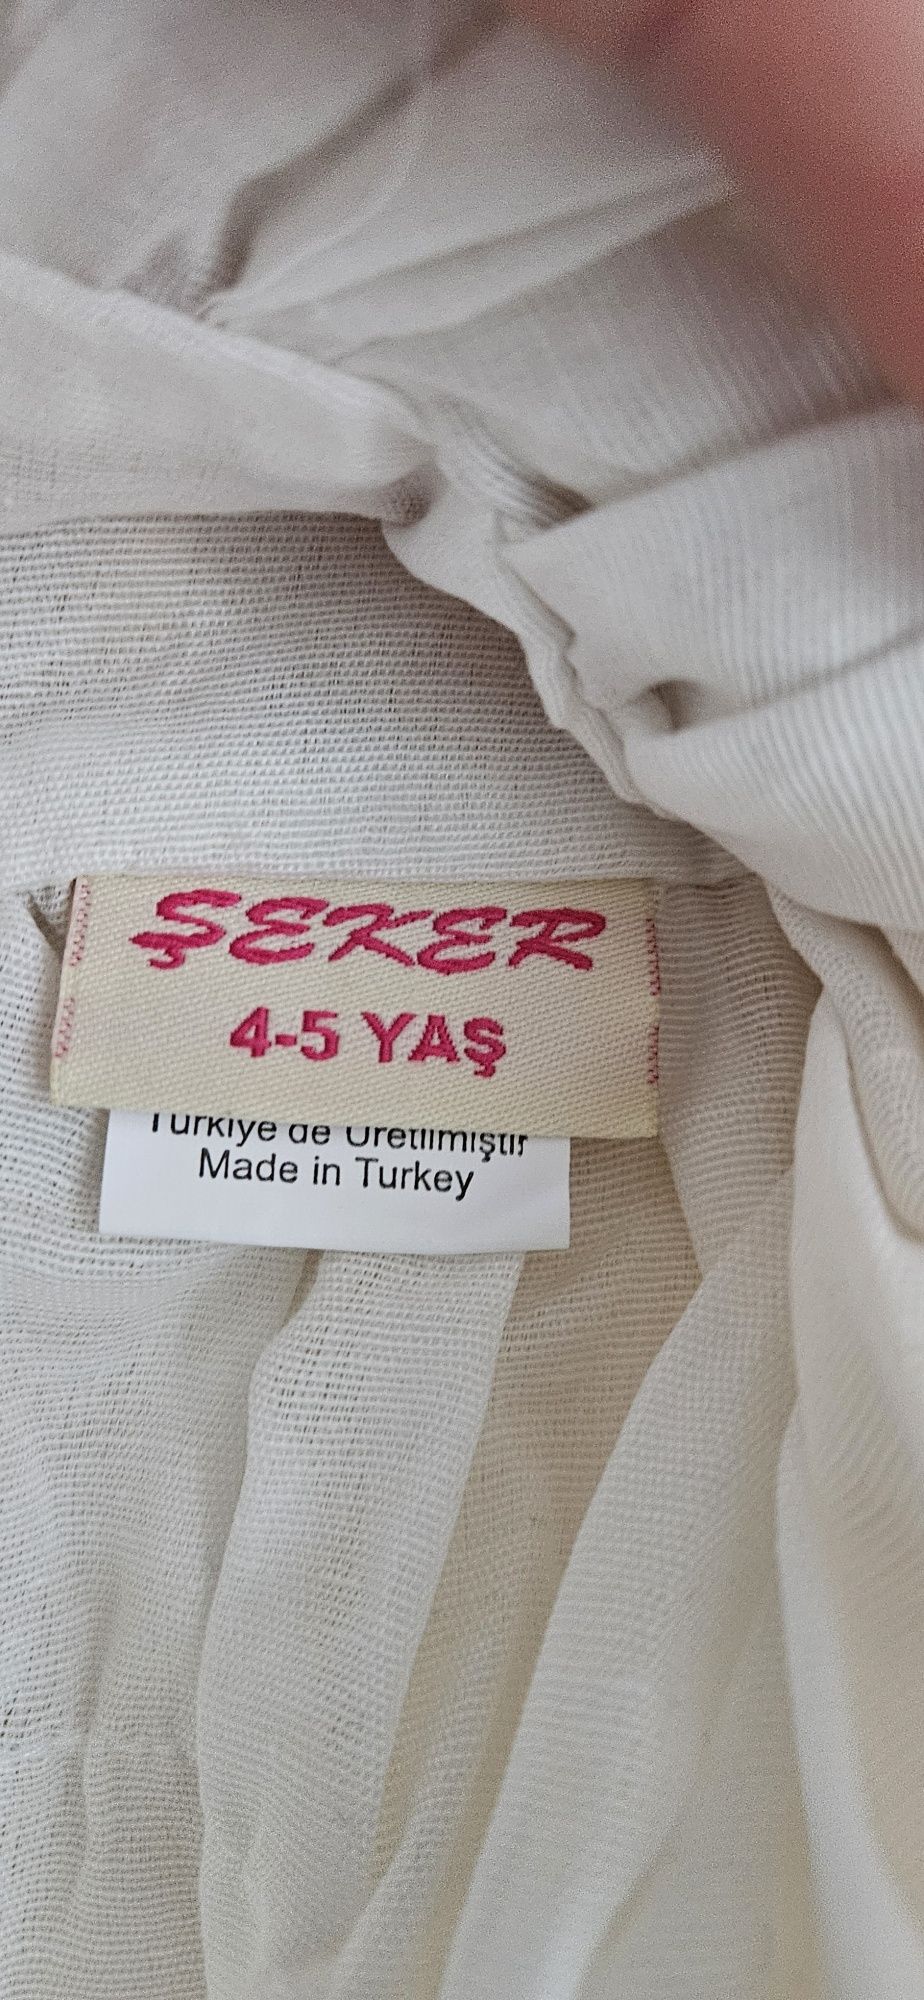 ŞEKER
4-5 YAŞ
Türkiye de Üretilmiştir
Made in Turkey